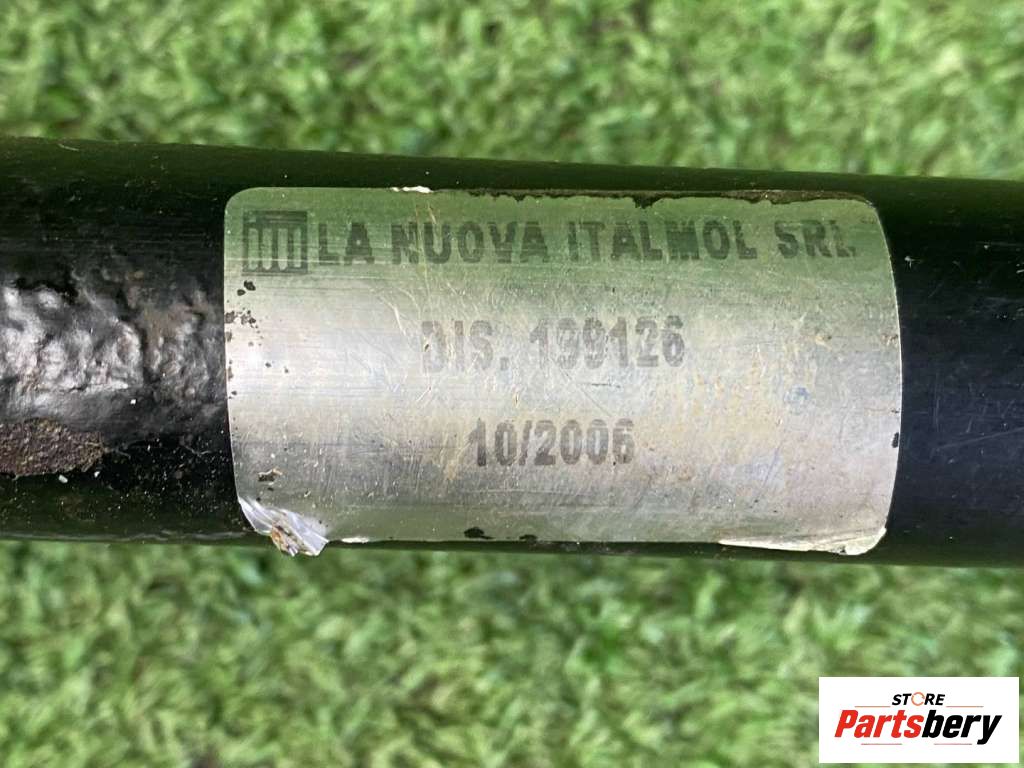 LA NUOVA ITALMOL SRL
DIS. 199126
10/2006
STORE
Partsbery